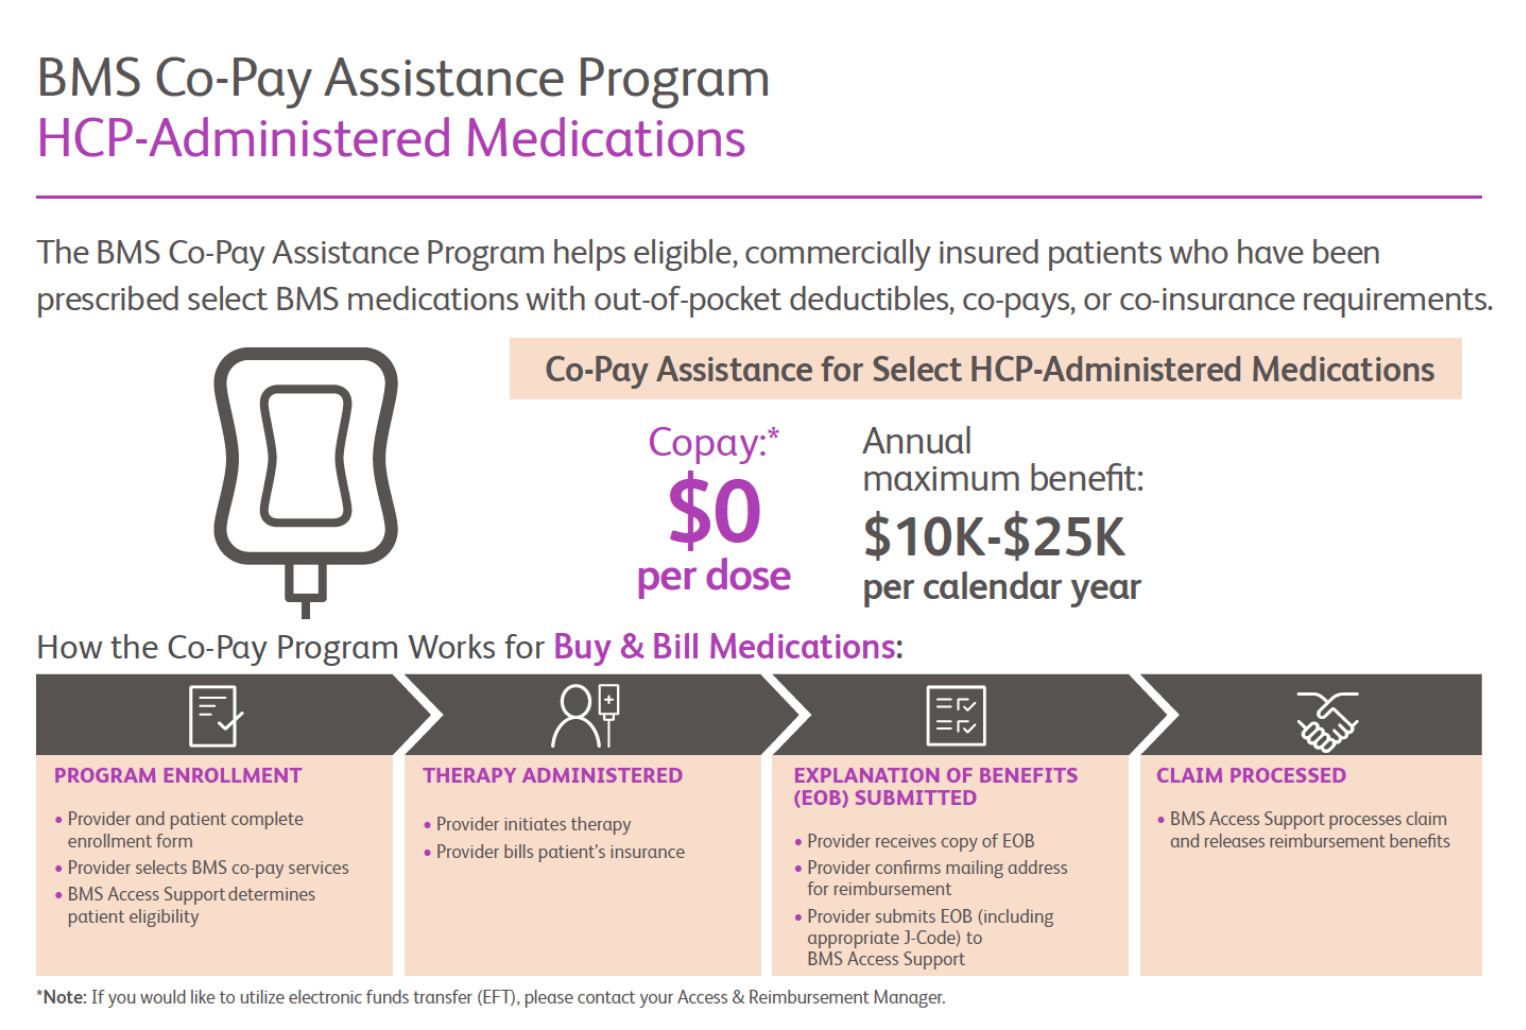 BMS Co-Pay Assistance Program
HCP-Administered Medications
The BMS Co-Pay Assistance Program helps eligible, commercially insured patients who have been
prescribed select BMS medications with out-of-pocket deductibles, co-pays, or co-insurance requirements.
Co-Pay Assistance for Select HCP-Administered Medications
Copay:*
$0
per dose
Annual
maximum benefit:
$10K-$25K
per calendar year
How the Co-Pay Program Works for Buy & Bill Medications:
PROGRAM ENROLLMENT
• Provider and patient complete
enrollment form
• Provider selects BMS co-pay services
• BMS Access Support determines
patient eligibility
THERAPY ADMINISTERED
• Provider initiates therapy
• Provider bills patient's insurance
EXPLANATION OF BENEFITS
(EOB) SUBMITTED
• Provider receives copy of EOB
• Provider confirms mailing address
for reimbursement
• Provider submits EOB (including
appropriate J-Code) to
BMS Access Support
CLAIM PROCESSED
• BMS Access Support processes claim
and releases reimbursement benefits
*Note: If you would like to utilize electronic funds transfer (EFT), please contact your Access & Reimbursement Manager.